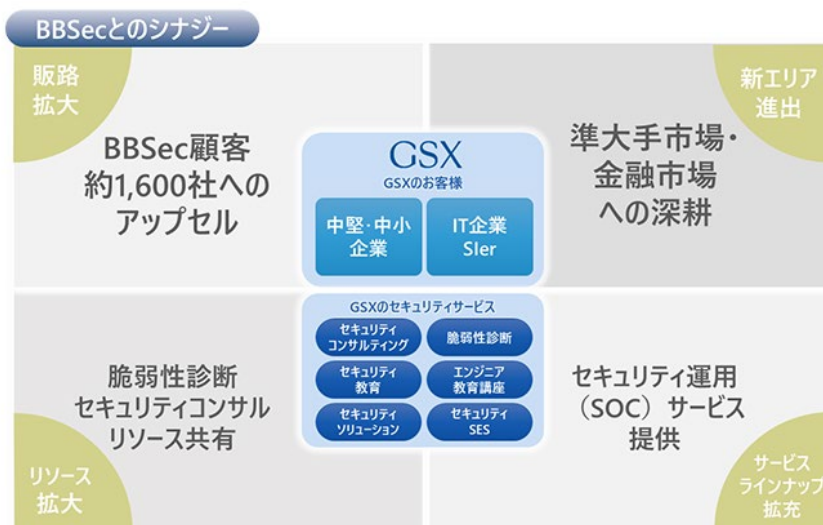 BBSecとのシナジー
販路
拡大
BBSec顧客
約1,600社への
アップセル
新エリア
進出
準大手市場・
金融市場
への深耕
GSX
GSXのお客様
中堅・中小
企業
IT企業
SIer
GSXのセキュリティサービス
セキュリティ
コンサルティング
脆弱性診断
セキュリティ
教育
エンジニア
教育講座
セキュリティ
ソリューション
セキュリティ
SES
脆弱性診断
セキュリティコンサル
リソース共有
リソース
拡大
セキュリティ運用
（SOC）サービス
提供
サービス
ラインナップ
拡充